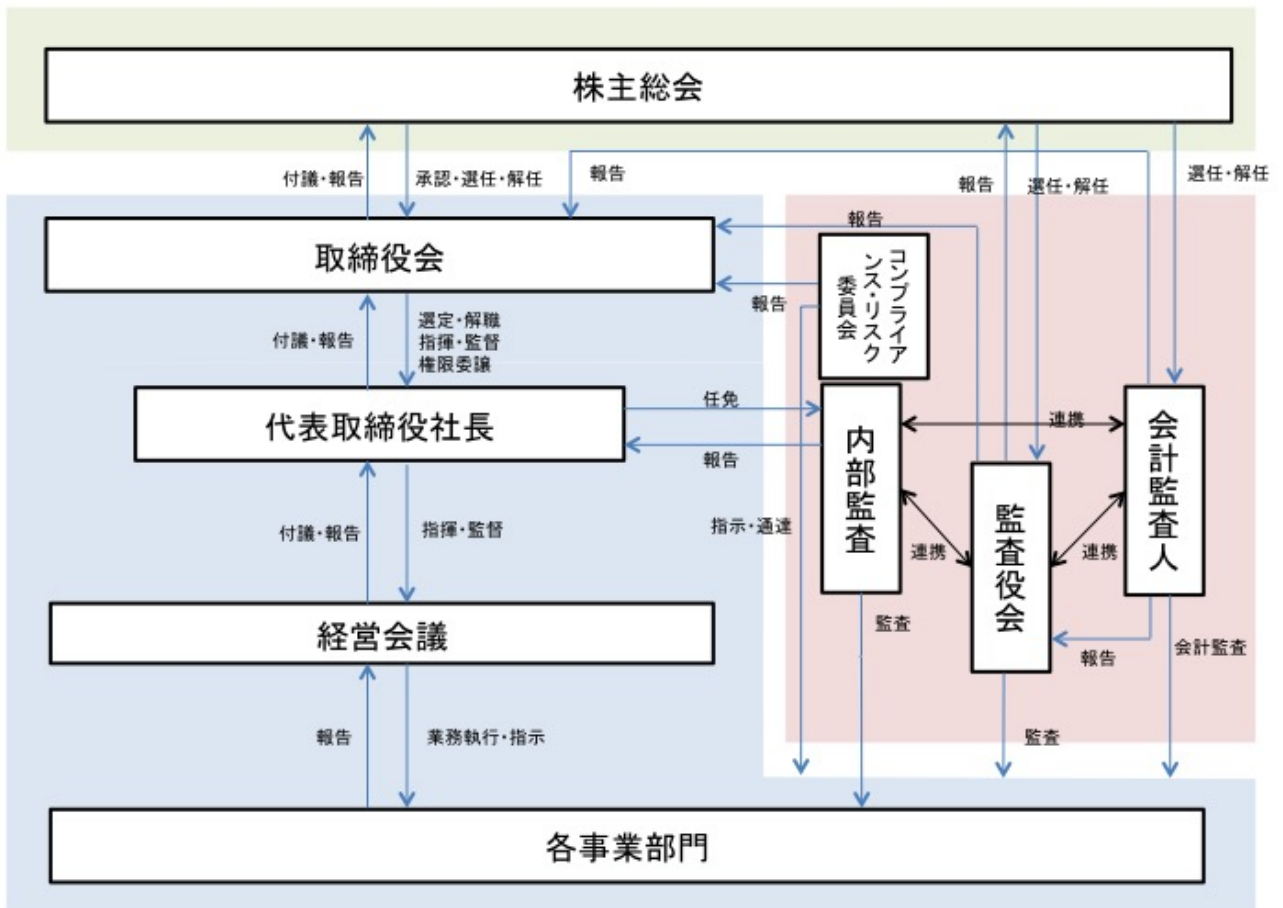 株主総会
付議・報告
承認・選任・解任
報告
報告
選任・解任
選任・解任
取締役会
報告
コンプライア
ンス・リスク
委員会
報告
付議・報告
選定・解職
指揮・監督
権限委譲
代表取締役社長
任免
報告
内部監査
連携
会計監査人
監査役会
連携
連携
付議・報告
指揮・監督
指示・通達
経営会議
監査
報告
会計監査
報告
業務執行・指示
監査
各事業部門